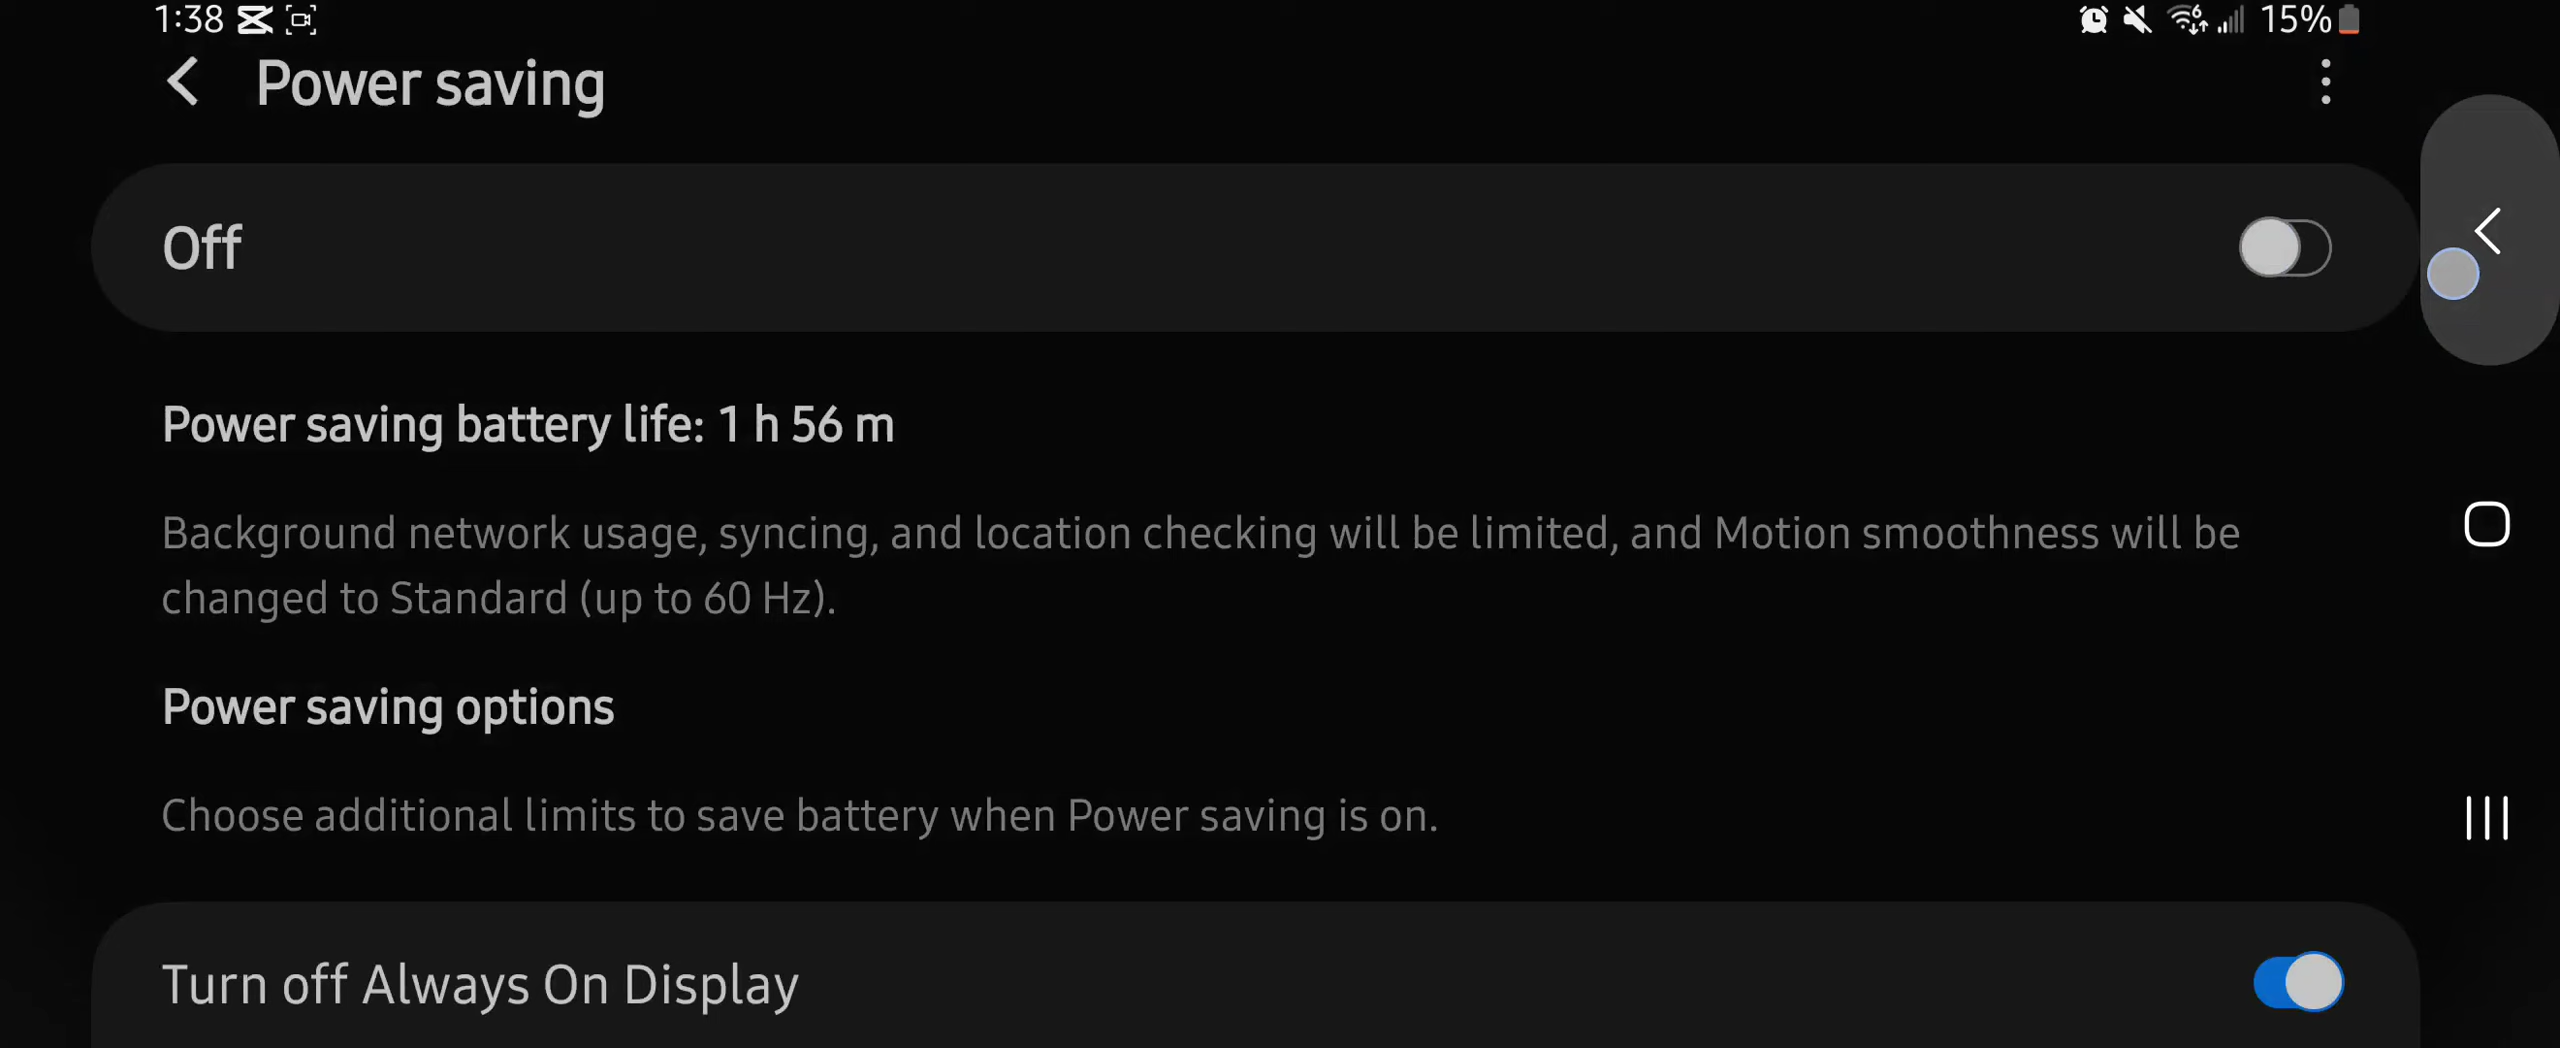 1:38
15%
Power saving
Off
Power saving battery life: 1 h 56 m
Background network usage, syncing, and location checking will be limited, and Motion smoothness will be
changed to Standard (up to 60 Hz).
Power saving options
Choose additional limits to save battery when Power saving is on.
Turn off Always On Display